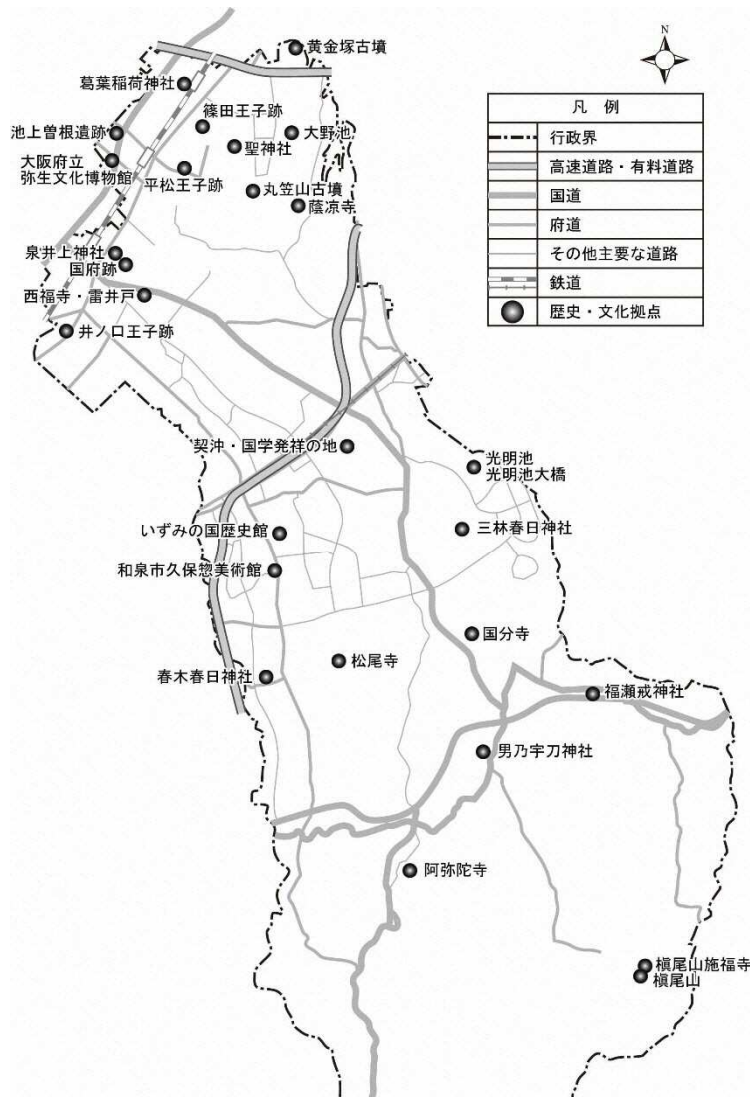 黄金塚古墳
N
葛葉稲荷神社
凡 例
篠田王子跡
池上曽根遺跡
大野池
行政界
聖神社
大阪府立
弥生文化博物館
高速道路・有料道路
平松王子跡
丸笠山古墳
国道
蔭凉寺
府道
泉井上神社
その他主要な道路
国府跡
鉄道
西福寺・雷井戸
歴史・文化拠点
井ノ口王子跡
契沖・国学発祥の地
光明池
光明池大橋
いずみの国歴史館
三林春日神社
和泉市久保惣美術館
国分寺
松尾寺
春木春日神社
福瀬戎神社
男乃宇刀神社
阿弥陀寺
槇尾山施福寺
槇尾山